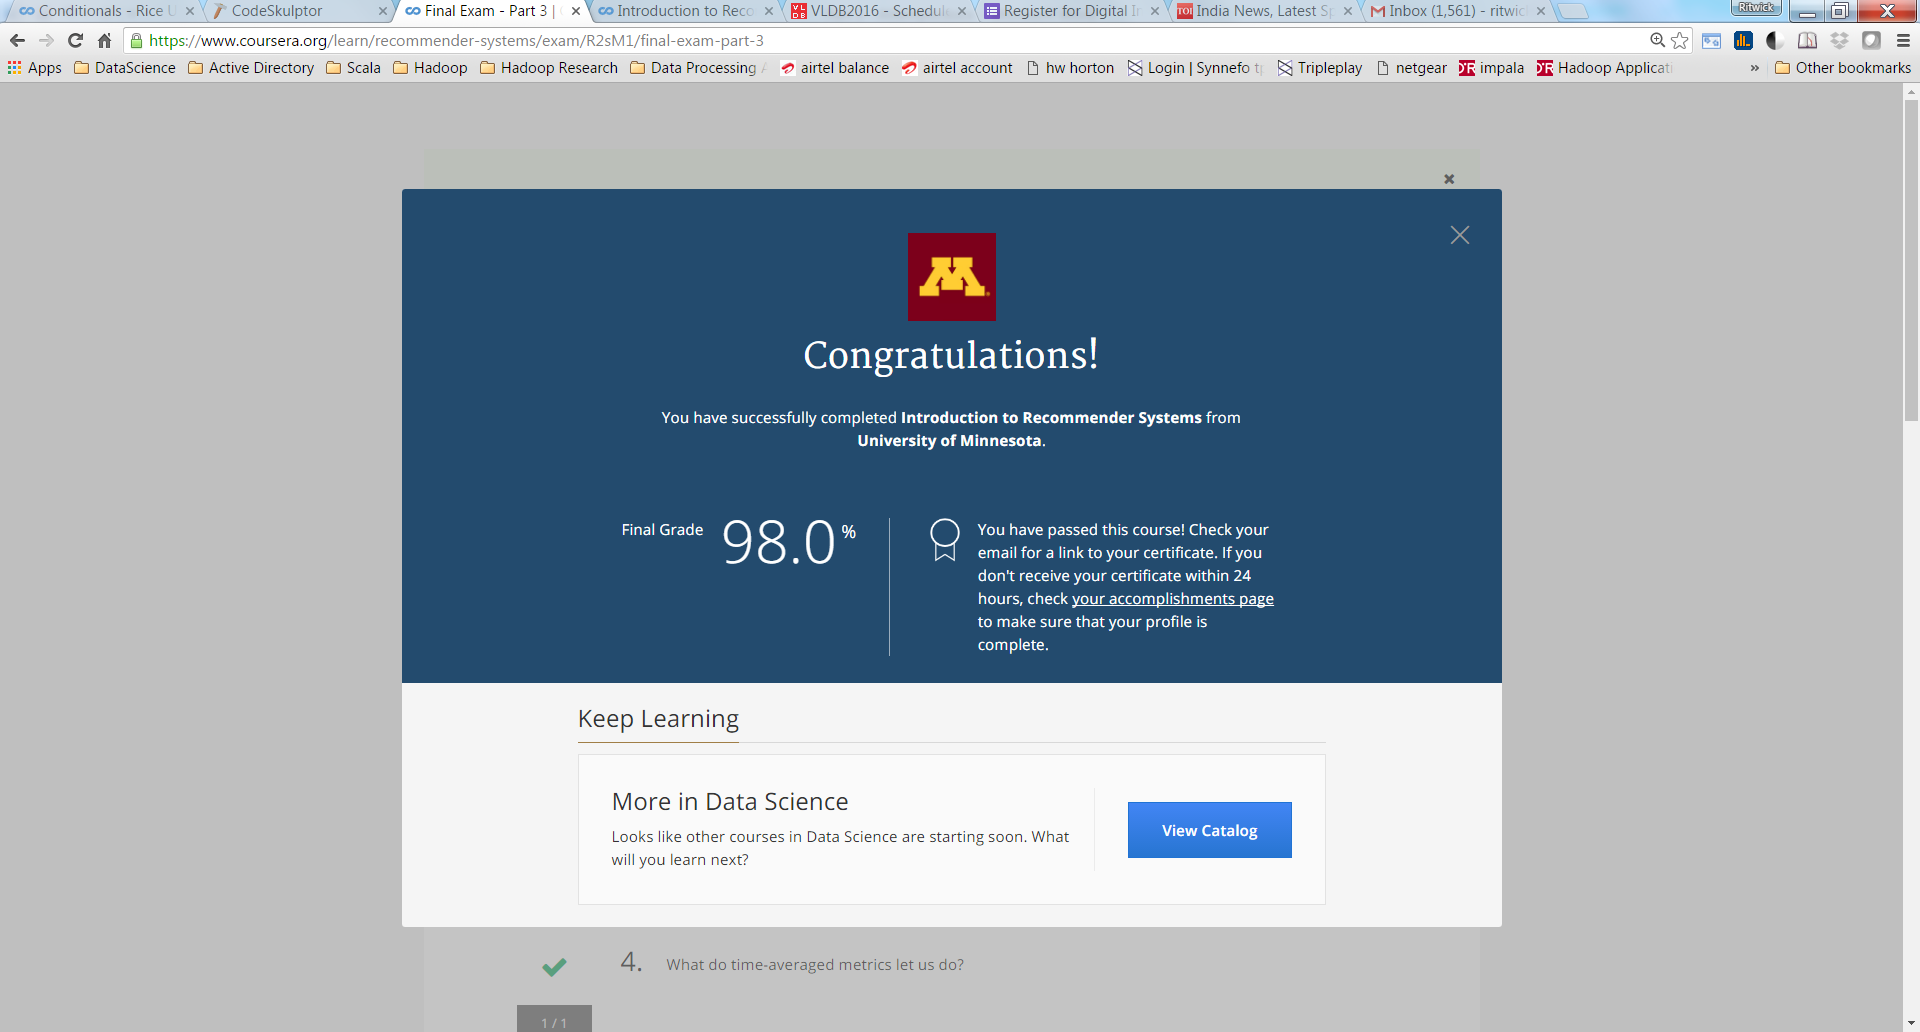 Conditionals - Rice U
CodeSkulptor
Final Exam - Part 3 |
Introduction to Reco
VLDB2016 - Schedule
Register for Digital I
TOI India News, Latest Sp
Inbox (1,561) - ritwic
Ritwick
https://www.coursera.org/learn/recommender-systems/exam/R2sM1/final-exam-part-3
Apps DataScience Active Directory Scala Hadoop Hadoop Research Data Processing airtel balance airtel account hw horton Login | Synnefo Tripleplay netgear impala Hadoop Applicati » Other bookmarks
M
Congratulations!
You have successfully completed Introduction to Recommender Systems from
University of Minnesota.
Final Grade 98.0 %
You have passed this course! Check your
email for a link to your certificate. If you
don't receive your certificate within 24
hours, check your accomplishments page
to make sure that your profile is
complete.
Keep Learning
More in Data Science
Looks like other courses in Data Science are starting soon. What
will you learn next?
View Catalog
4. What do time-averaged metrics let us do?
1 / 1